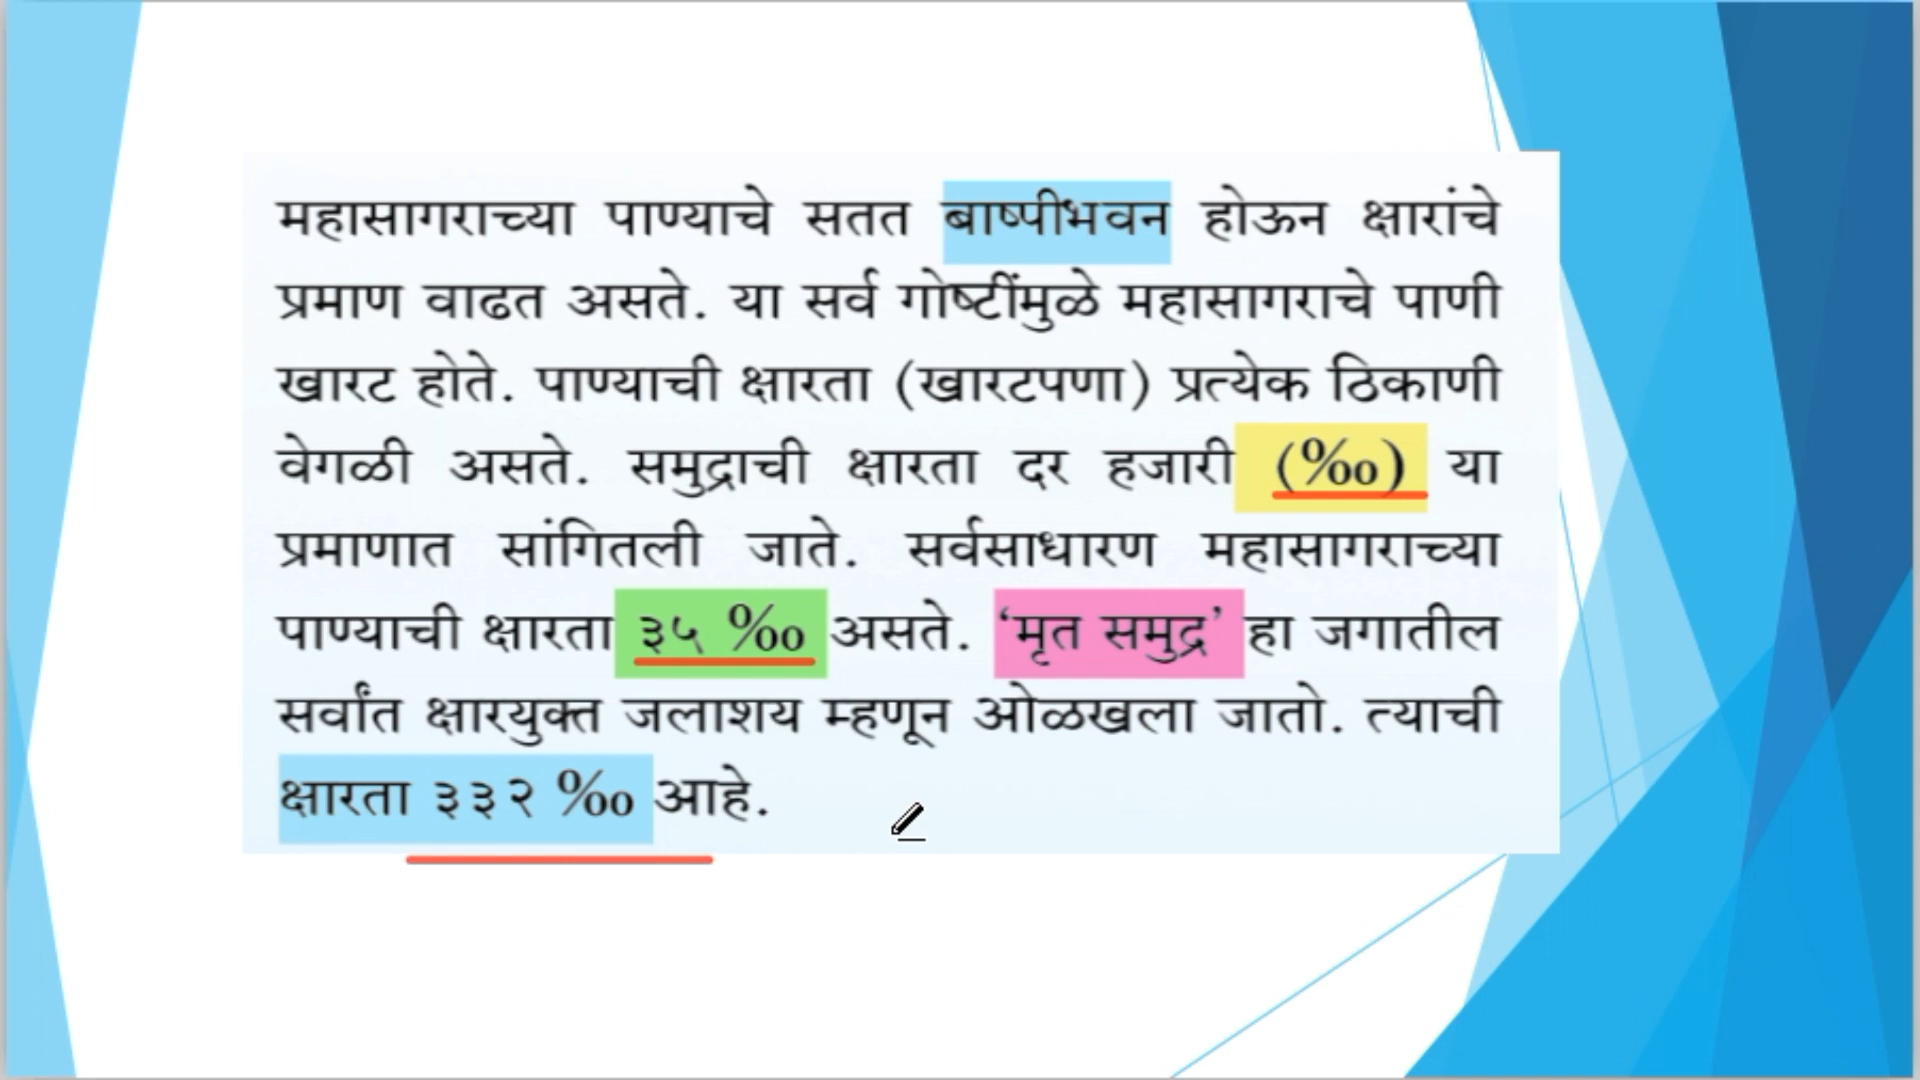 महासागराच्या पाण्याचे सतत बाष्पीभवन होऊन क्षारांचे
प्रमाण वाढत असते. या सर्व गोष्टींमुळे महासागराचे पाणी
खारट होते. पाण्याची क्षारता (खारटपणा) प्रत्येक ठिकाणी
वेगळी असते. समुद्राची क्षारता दर हजारी (‰) या
प्रमाणात सांगितली जाते. सर्वसाधारण महासागराच्या
पाण्याची क्षारता ३५ ‰ असते. ‘मृत समुद्र’ हा जगातील
सर्वांत क्षारयुक्त जलाशय म्हणून ओळखला जातो. त्याची
क्षारता ३३२ ‰ आहे.